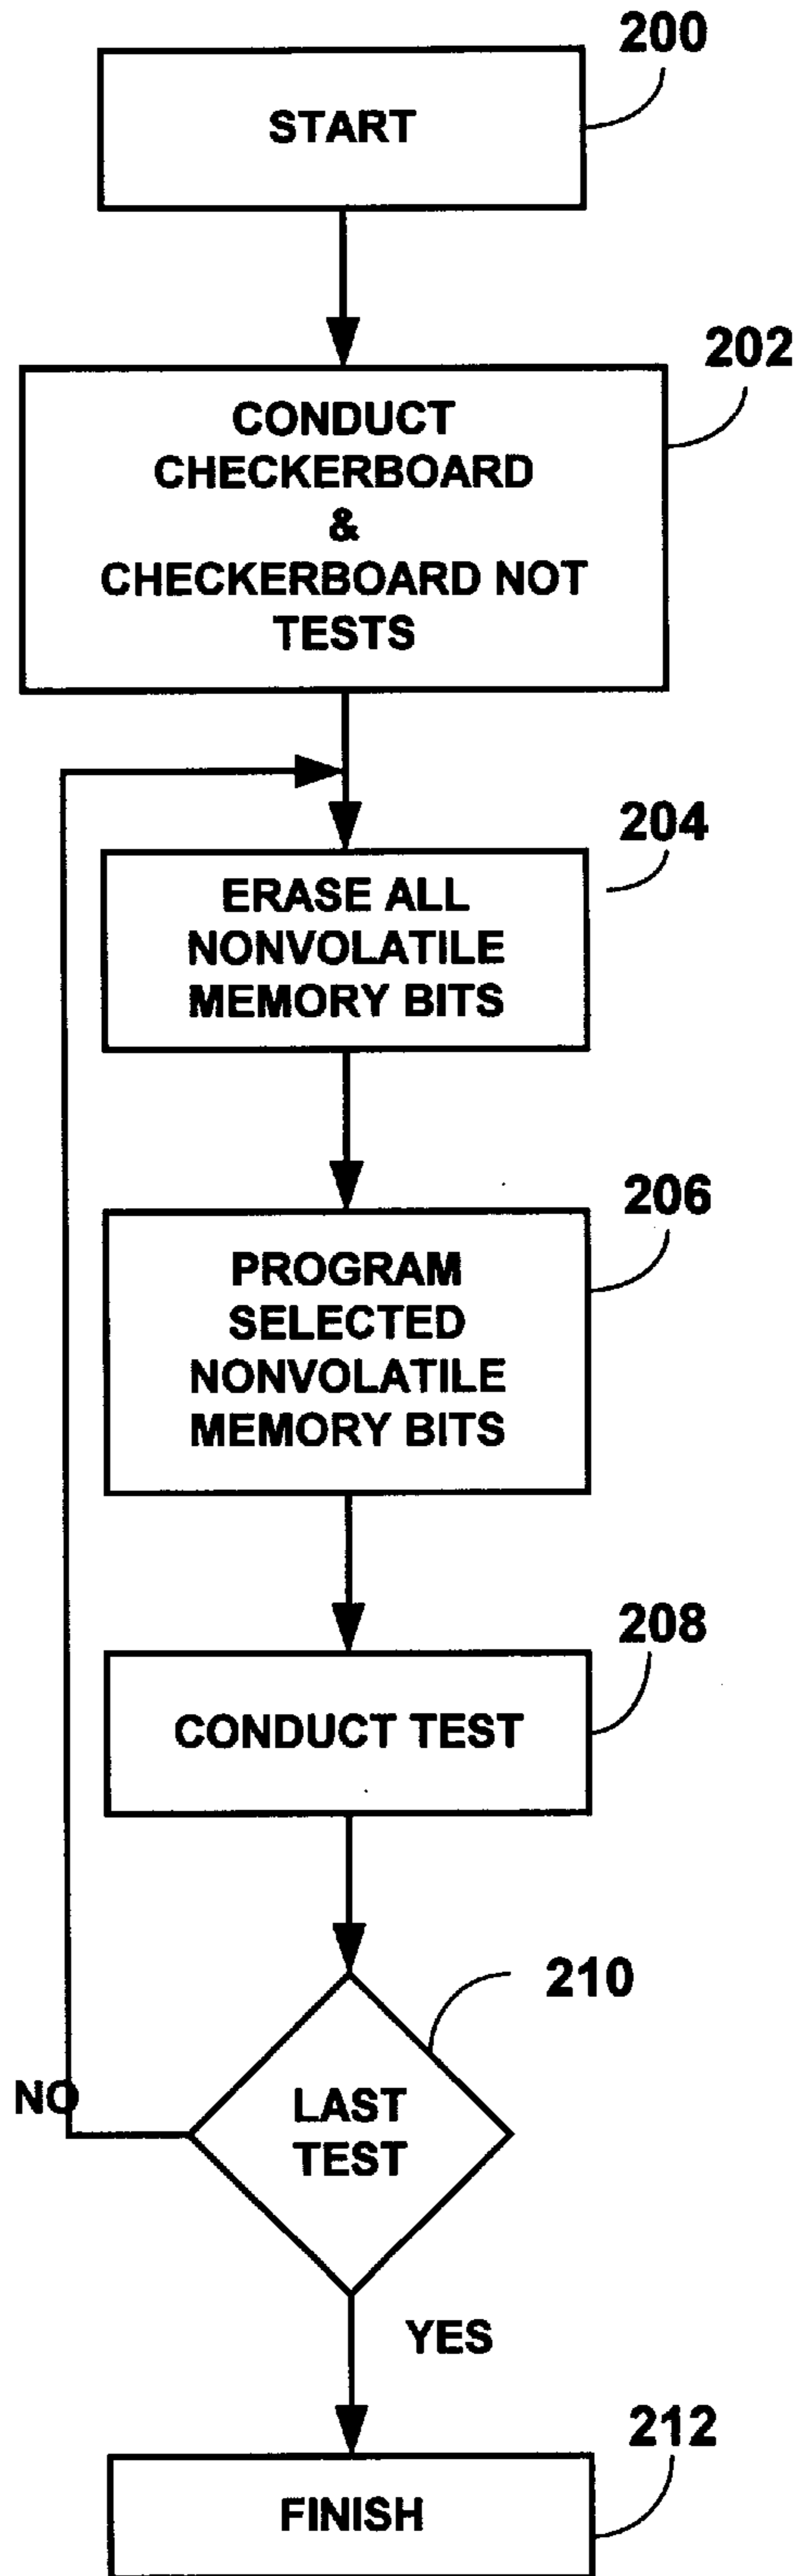 200
START
202
CONDUCT
CHECKERBOARD
&
CHECKERBOARD NOT
TESTS
204
ERASE ALL
NONVOLATILE
MEMORY BITS
206
PROGRAM
SELECTED
NONVOLATILE
MEMORY BITS
208
CONDUCT TEST
210
LAST
TEST
NO
YES
212
FINISH